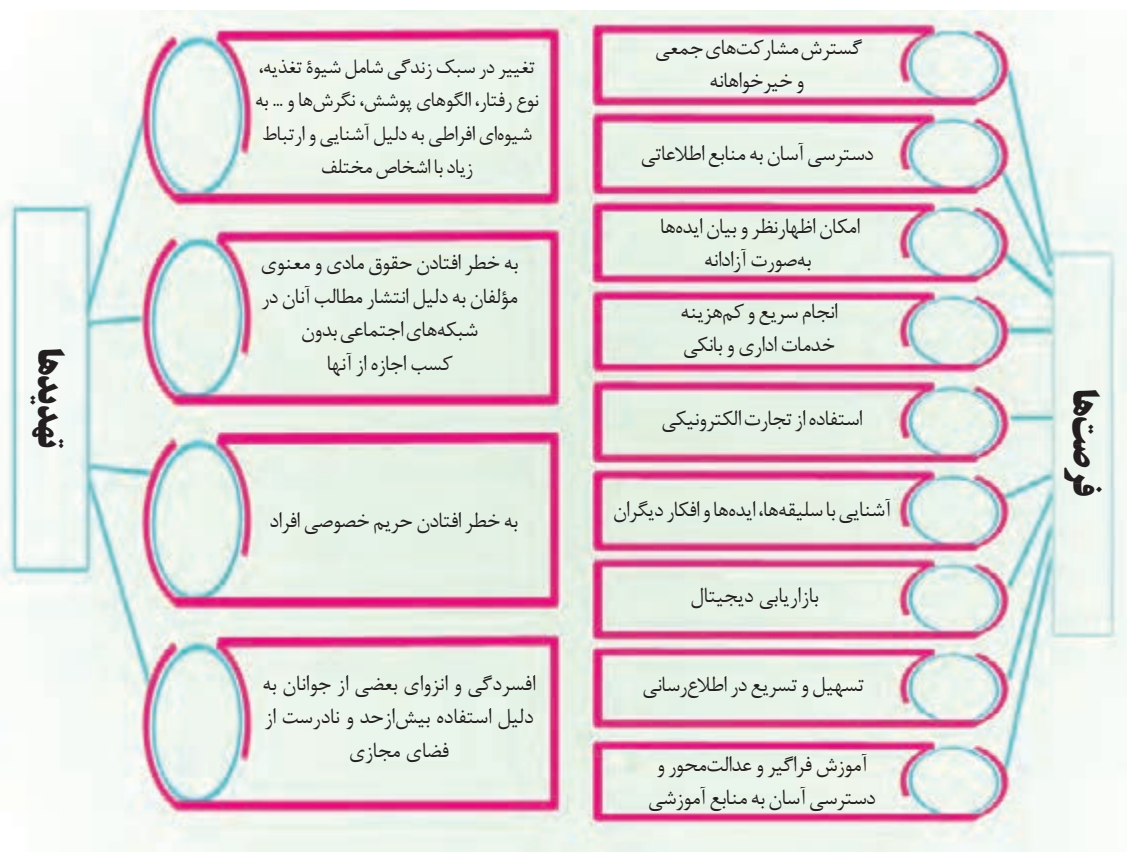 فرصت‌ها
گسترش مشارکت‌های جمعی
و خیرخواهانه
دسترسی آسان به منابع اطلاعاتی
امکان اظهارنظر و بیان ایده‌ها
به‌صورت آزادانه
انجام سریع و کم‌هزینه
خدمات اداری و بانکی
استفاده از تجارت الکترونیکی
آشنایی با سلیقه‌ها، ایده‌ها و افکار دیگران
بازاریابی دیجیتال
تسهیل و تسریع در اطلاع‌رسانی
آموزش فراگیر و عدالت‌محور و
دسترسی آسان به منابع آموزشی
تهدیدها
تغییر در سبک زندگی شامل شیوهٔ تغذیه،
نوع رفتار، الگوهای پوشش، نگرش‌ها و ... به
شیوه‌ای افراطی به دلیل آشنایی و ارتباط
زیاد با اشخاص مختلف
به خطر افتادن حقوق مادی و معنوی
مؤلفان به دلیل انتشار مطالب آنان در
شبکه‌های اجتماعی بدون
کسب اجازه از آنها
به خطر افتادن حریم خصوصی افراد
افسردگی و انزوای بعضی از جوانان به
دلیل استفاده بیش‌ازحد و نادرست از
فضای مجازی